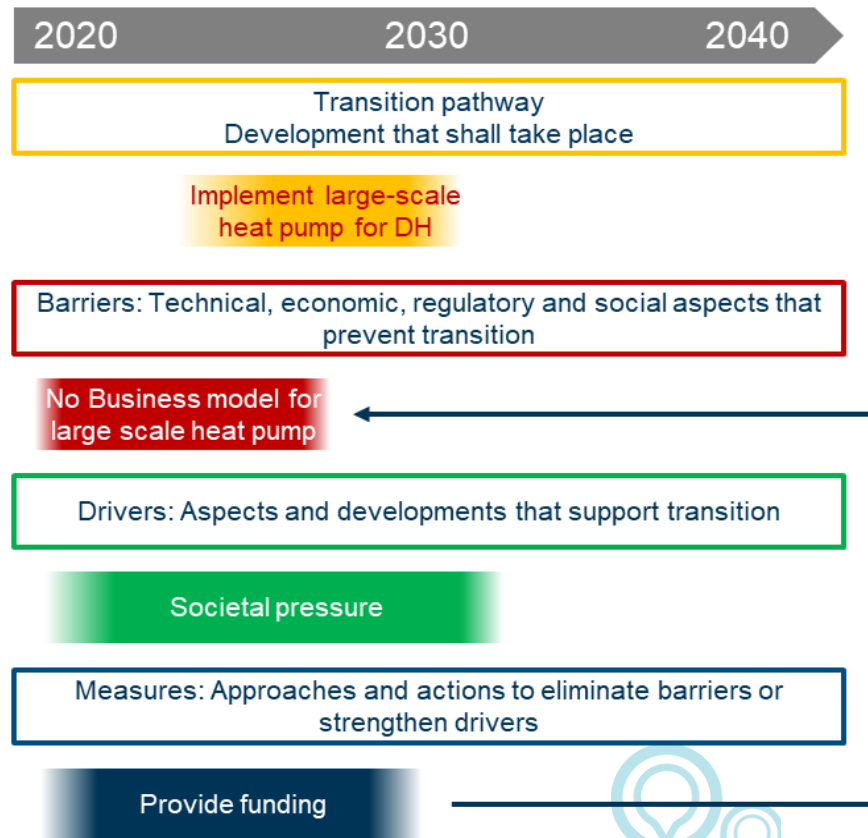 2020 2030 2040
Transition pathway
Development that shall take place
Implement large-scale
heat pump for DH
Barriers: Technical, economic, regulatory and social aspects that
prevent transition
No Business model for
large scale heat pump
Drivers: Aspects and developments that support transition
Societal pressure
Measures: Approaches and actions to eliminate barriers or
strengthen drivers
Provide funding